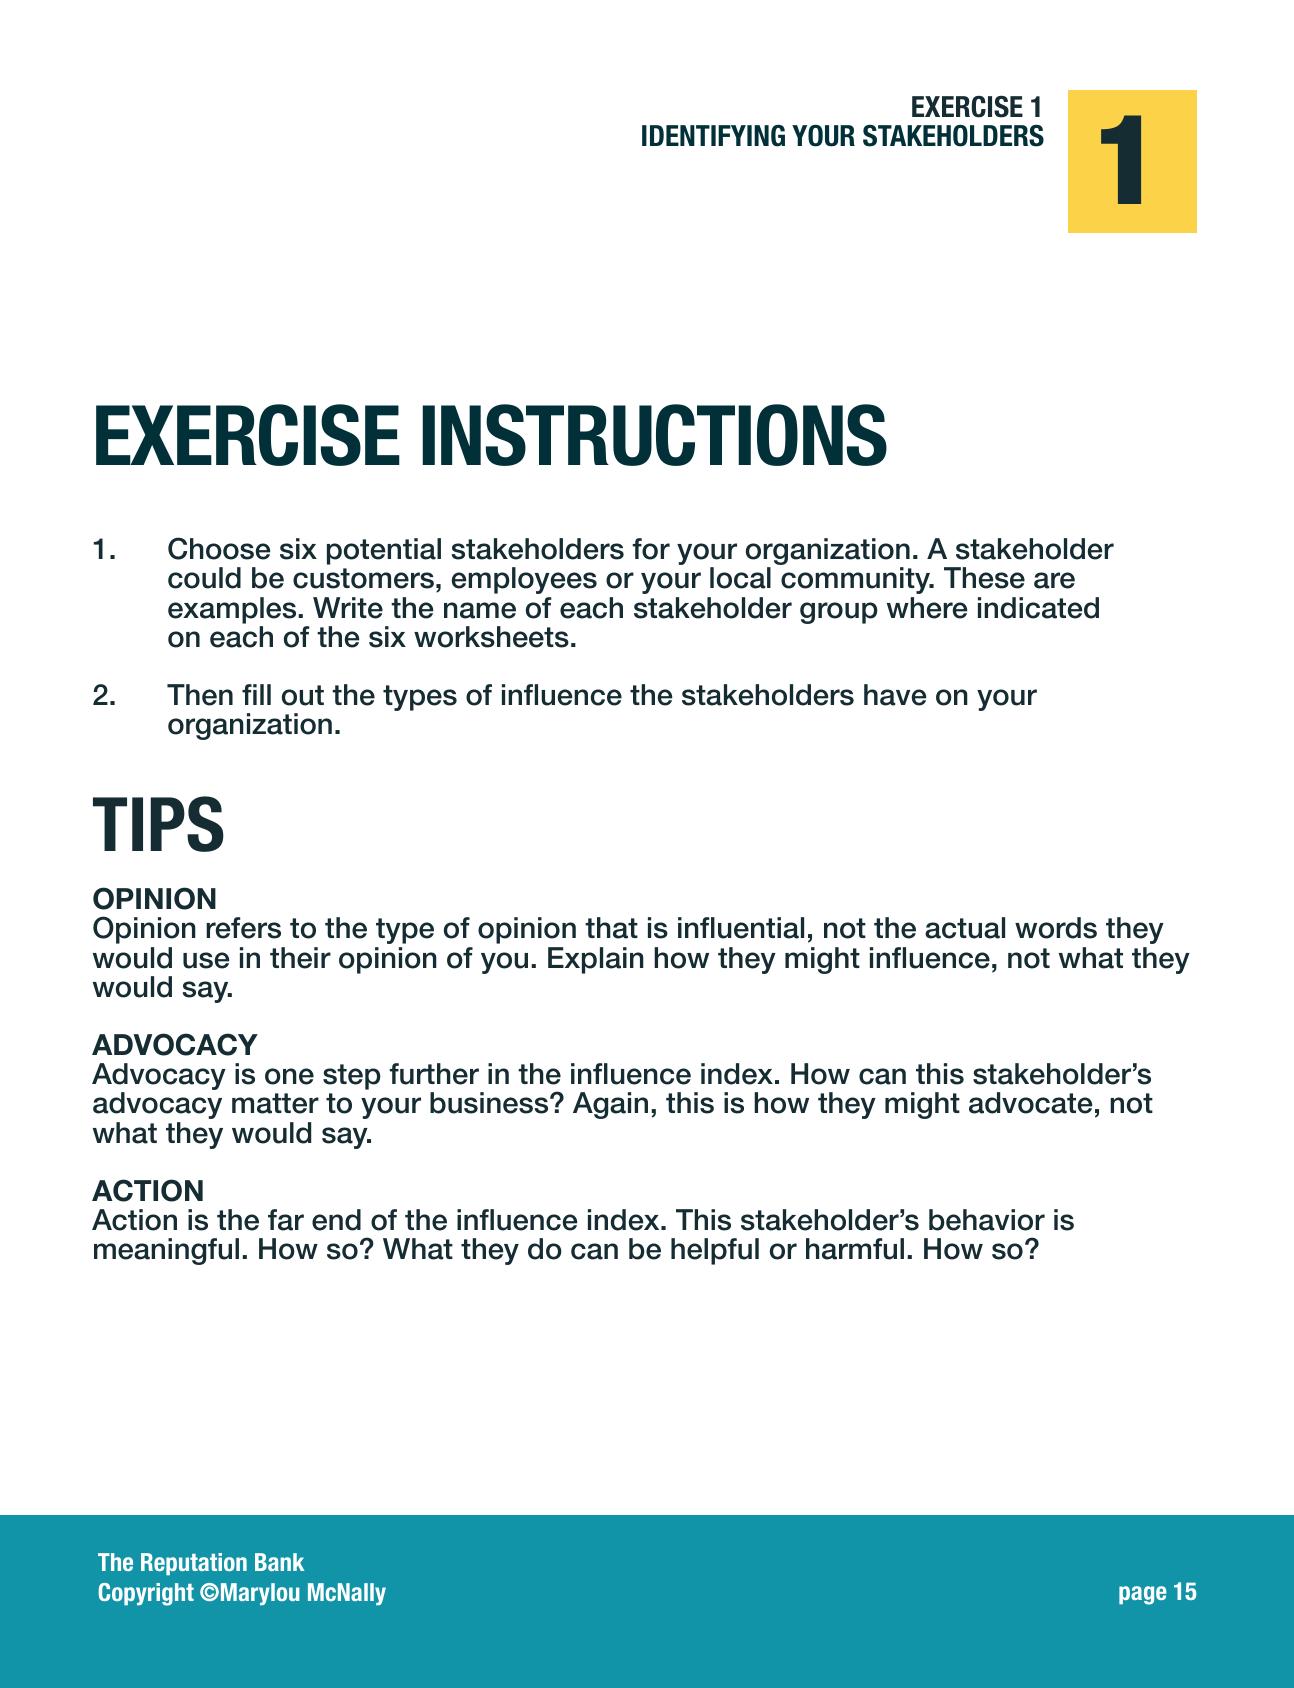 EXERCISE 1
IDENTIFYING YOUR STAKEHOLDERS
1
EXERCISE INSTRUCTIONS
1. Choose six potential stakeholders for your organization. A stakeholder
could be customers, employees or your local community. These are
examples. Write the name of each stakeholder group where indicated
on each of the six worksheets.
2. Then fill out the types of influence the stakeholders have on your
organization.
TIPS
OPINION
Opinion refers to the type of opinion that is influential, not the actual words they
would use in their opinion of you. Explain how they might influence, not what they
would say.
ADVOCACY
Advocacy is one step further in the influence index. How can this stakeholder’s
advocacy matter to your business? Again, this is how they might advocate, not
what they would say.
ACTION
Action is the far end of the influence index. This stakeholder’s behavior is
meaningful. How so? What they do can be helpful or harmful. How so?
The Reputation Bank
Copyright ©Marylou McNally
page 15